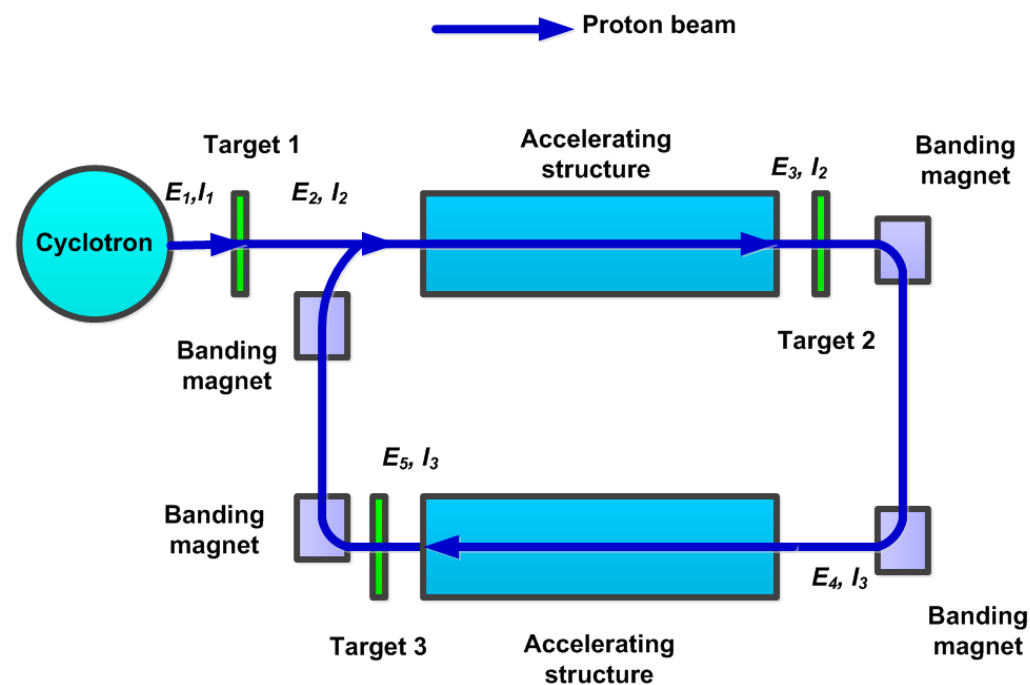 Proton beam
Target 1
Accelerating
structure
Banding
magnet
E1,I1
E2, I2
E3, I2
Cyclotron
Target 2
Banding
magnet
E5, I3
Banding
magnet
E4, I3
Target 3
Accelerating
structure
Banding
magnet